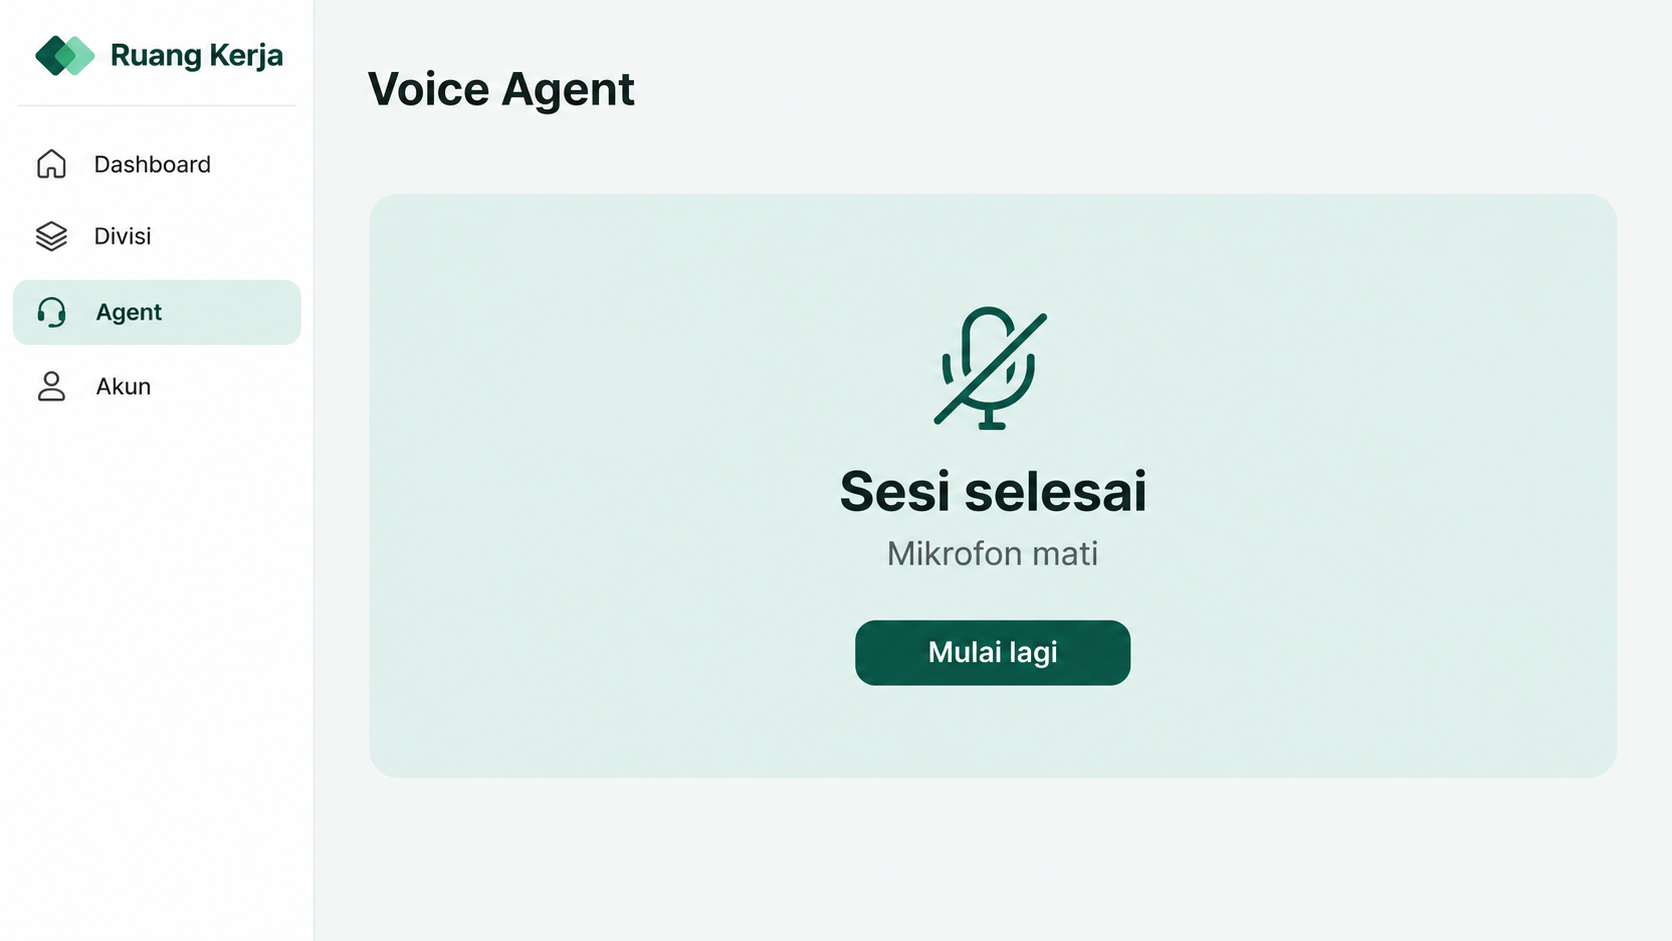 Ruang Kerja
Dashboard
Divisi
Agent
Akun
Voice Agent
Sesi selesai
Mikrofon mati
Mulai lagi